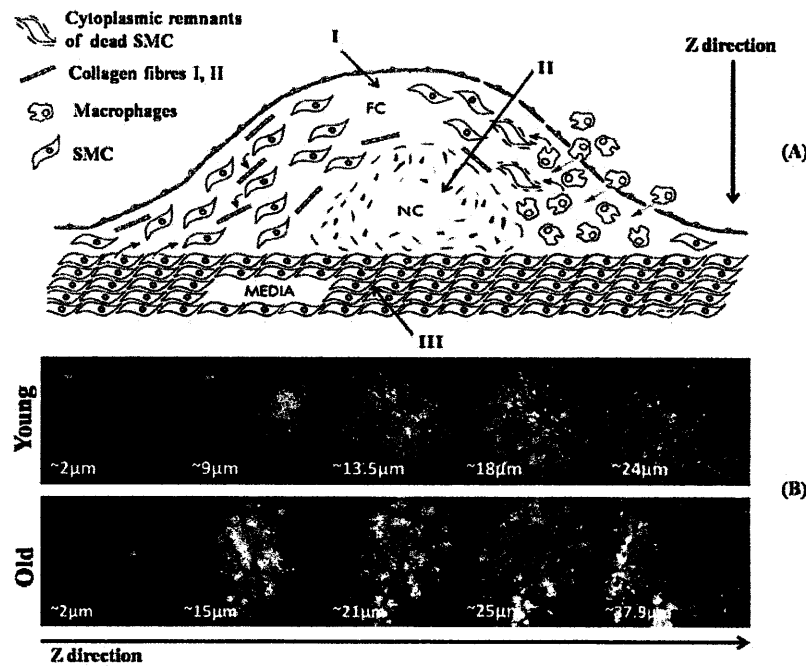 Cytoplasmic remnants
of dead SMC
Collagen fibres I, II
Macrophages
SMC
I
II
Z direction
FC
NC
(A)
MEDIA
III
Young
~2µm
~9µm
~13.5µm
~18µm
~24µm
(B)
Old
~2µm
~15µm
~21µm
~25µm
~37.9µm
Z direction